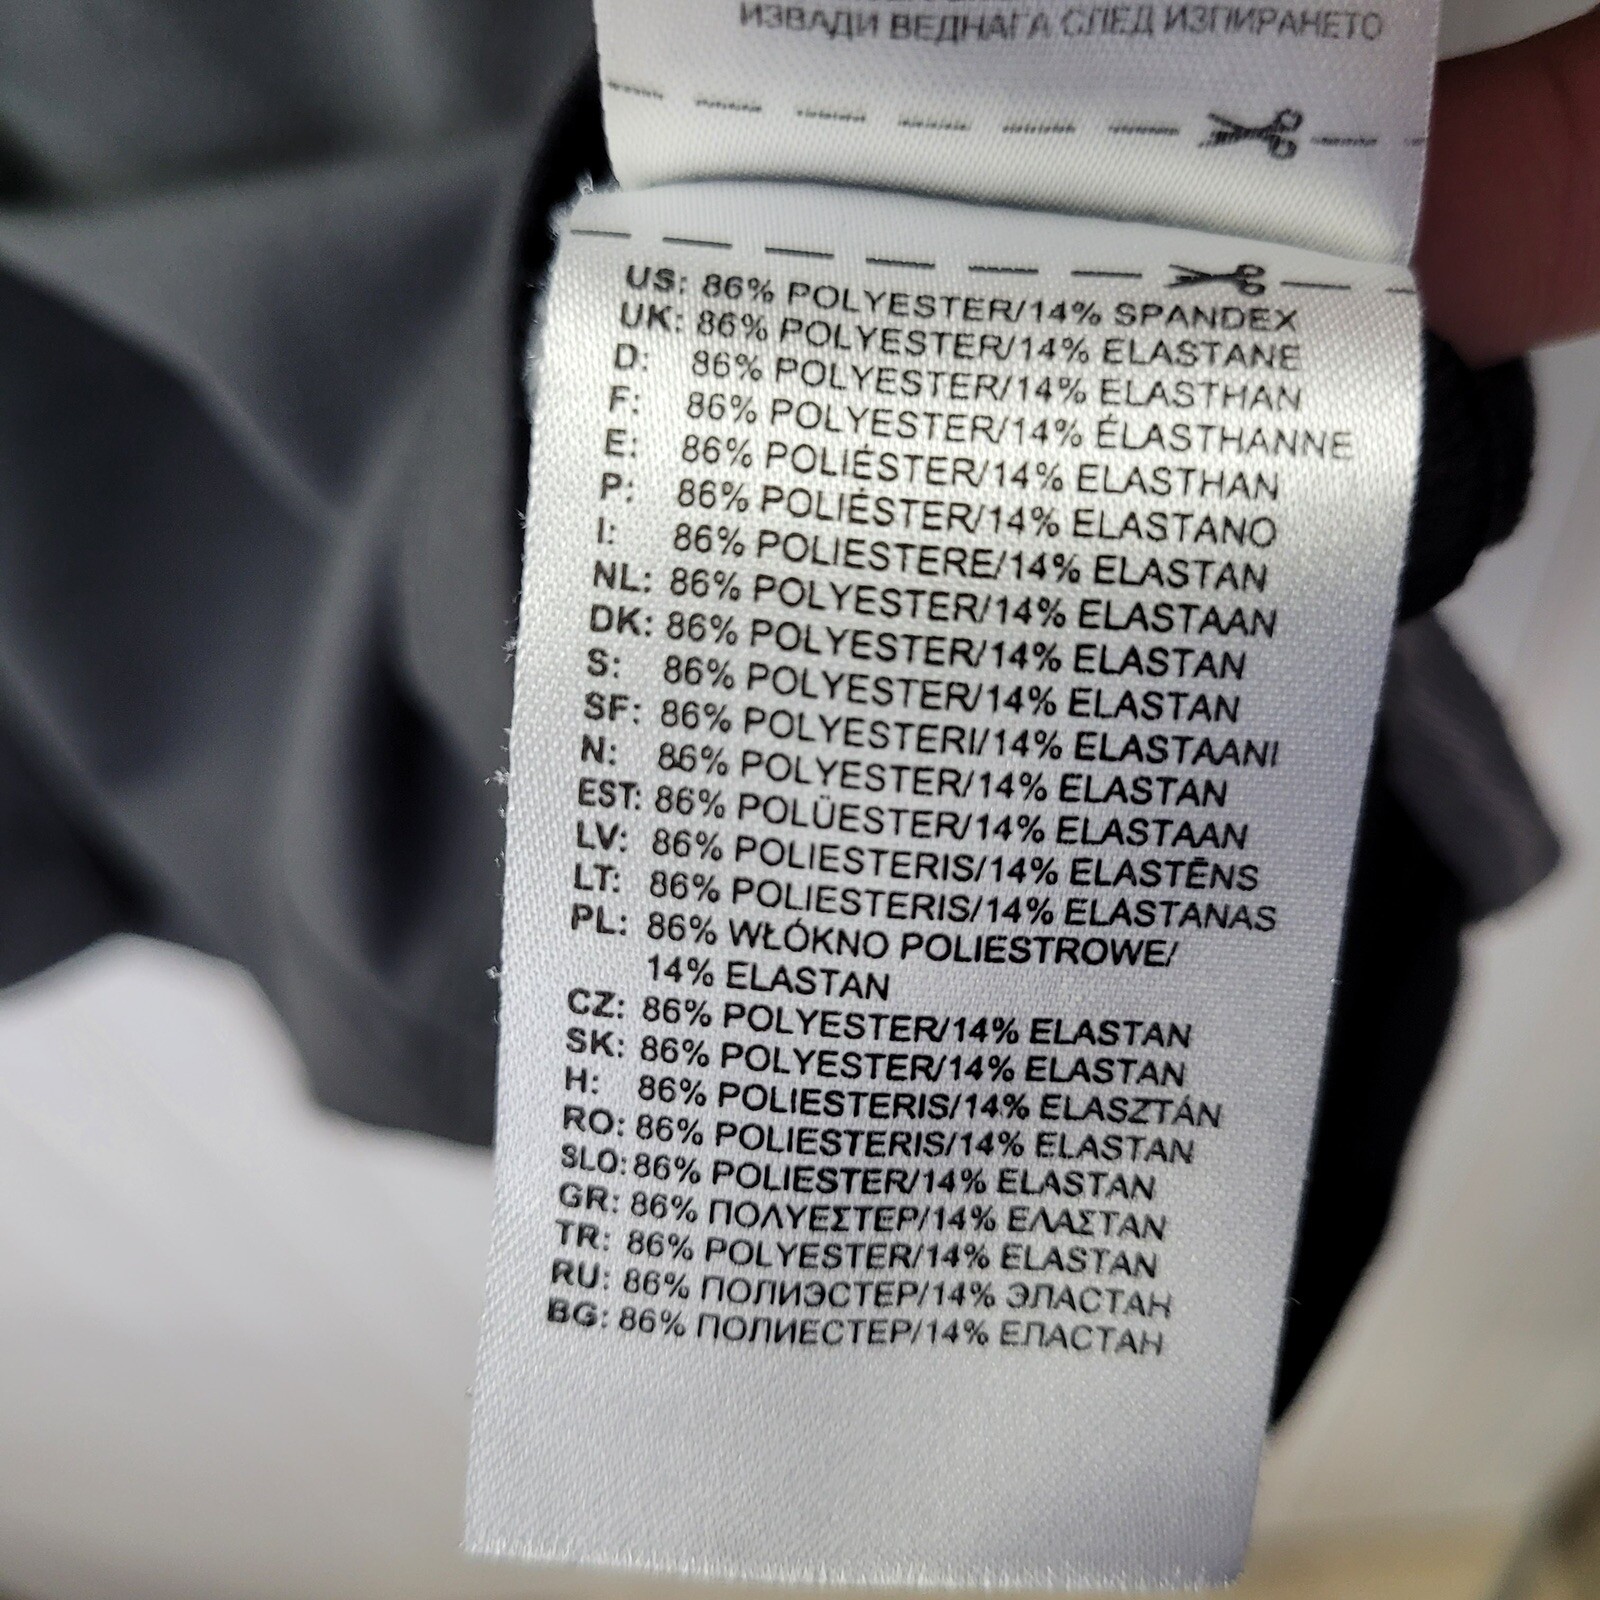 ИЗВАДИ ВЕДНАГА СЛЕД ИЗПИРАНЕТО
US: 86% POLYESTER/14% SPANDEX
UK: 86% POLYESTER/14% ELASTANE
D: 86% POLYESTER/14% ELASTHAN
F: 86% POLYESTER/14% ÉLASTHANNE
E: 86% POLIÉSTER/14% ELASTHAN
P: 86% POLIÉSTER/14% ELASTANO
I: 86% POLIESTERE/14% ELASTAN
NL: 86% POLYESTER/14% ELASTAAN
DK: 86% POLYESTER/14% ELASTAN
S: 86% POLYESTER/14% ELASTAN
SF: 86% POLYESTERI/14% ELASTAANI
N: 86% POLYESTER/14% ELASTAN
EST: 86% POLÜESTER/14% ELASTAAN
LV: 86% POLIESTERIS/14% ELASTĒNS
LT: 86% POLIESTERIS/14% ELASTANAS
PL: 86% WŁÓKNO POLIESTROWE/
14% ELASTAN
CZ: 86% POLYESTER/14% ELASTAN
SK: 86% POLYESTER/14% ELASTAN
H: 86% POLIESTERIS/14% ELASZTÁN
RO: 86% POLIESTERIS/14% ELASTAN
SLO: 86% POLIESTER/14% ELASTAN
GR: 86% ΠΟΛΥΕΣΤΕΡ/14% ΕΛΑΣΤΑΝ
TR: 86% POLYESTER/14% ELASTAN
RU: 86% ПОЛИЭСТЕР/14% ЭЛАСТАН
BG: 86% ПОЛИЕСТЕР/14% ЕЛАСТАН